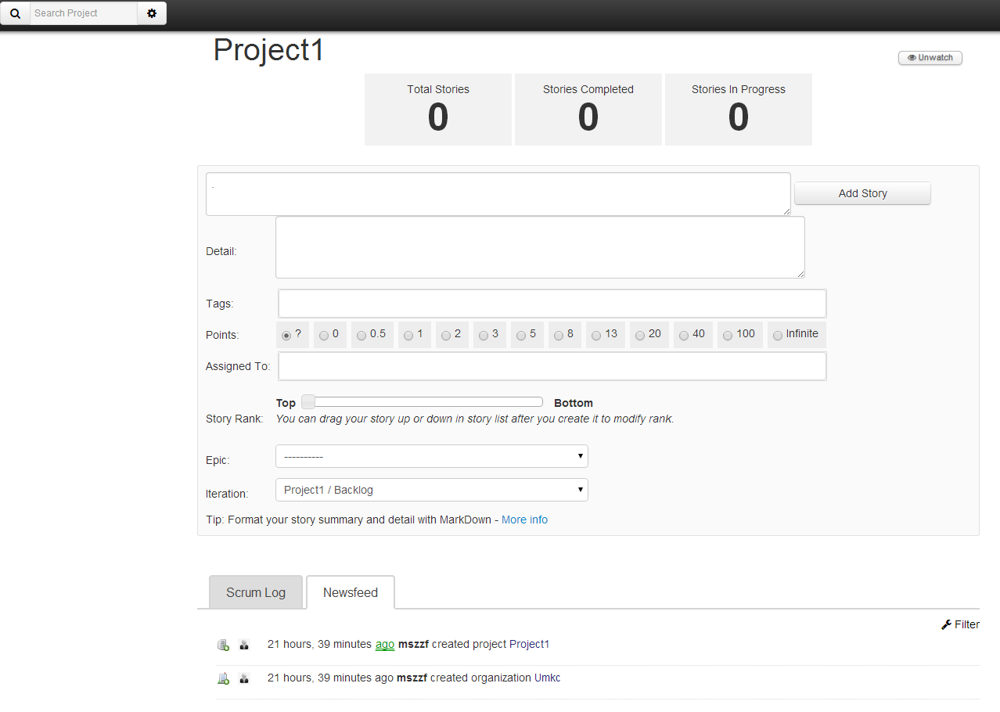 Search Project
Project1
Unwatch
Total Stories
0
Stories Completed
0
Stories In Progress
0
.
Add Story
Detail:
Tags:
Points: ? 0 0.5 1 2 3 5 8 13 20 40 100 Infinite
Assigned To:
Top Bottom
Story Rank: You can drag your story up or down in story list after you create it to modify rank.
Epic: ----------
Iteration: Project1 / Backlog
Tip: Format your story summary and detail with MarkDown - More info
Scrum Log Newsfeed
Filter
21 hours, 39 minutes ago mszzf created project Project1
21 hours, 39 minutes ago mszzf created organization Umkc